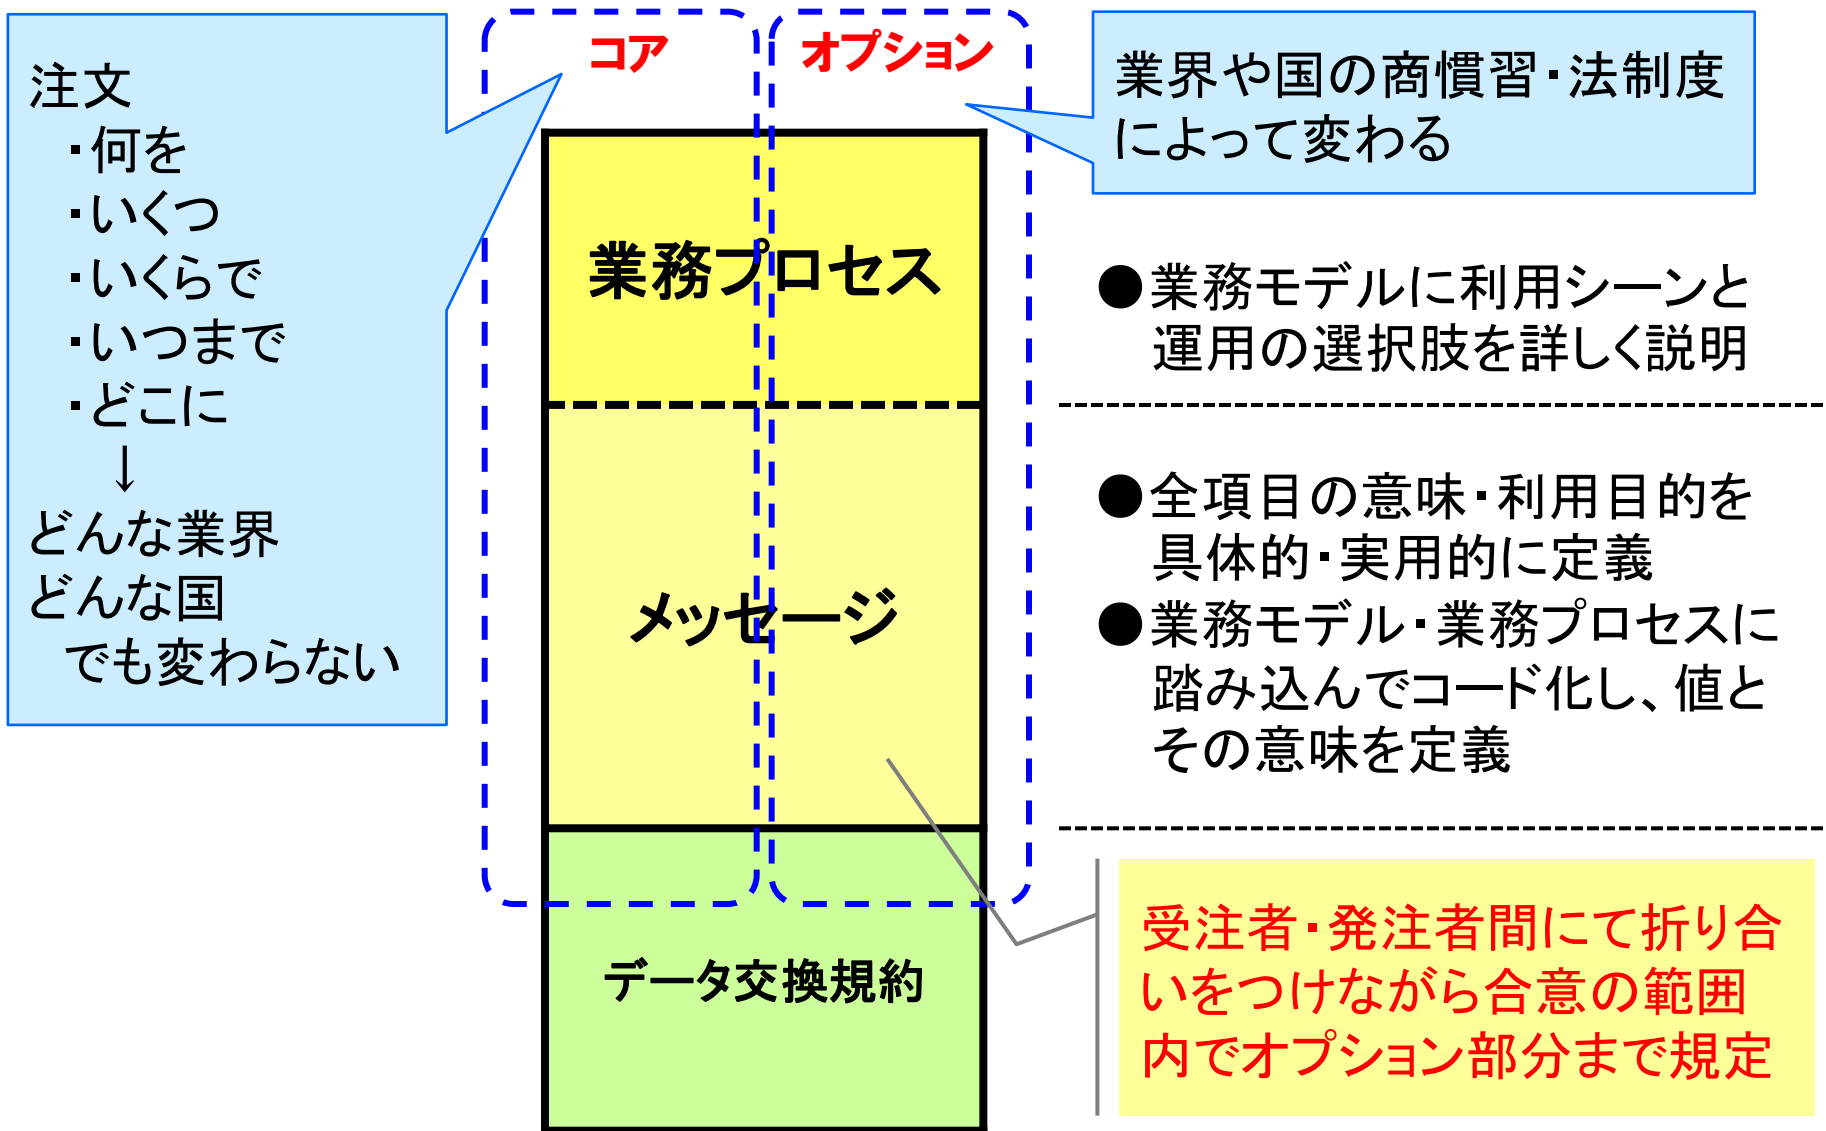 注文
・何を
・いくつ
・いくらで
・いつまで
・どこに
↓
どんな業界
どんな国
でも変わらない
コア
オプション
業界や国の商慣習・法制度
によって変わる
業務プロセス
メッセージ
データ交換規約
●業務モデルに利用シーンと
運用の選択肢を詳しく説明
●全項目の意味・利用目的を
具体的・実用的に定義
●業務モデル・業務プロセスに
踏み込んでコード化し、値と
その意味を定義
受注者・発注者間にて折り合
いをつけながら合意の範囲
内でオプション部分まで規定